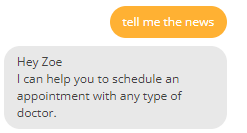 tell me the news
Hey Zoe
I can help you to schedule an
appointment with any type of
doctor.